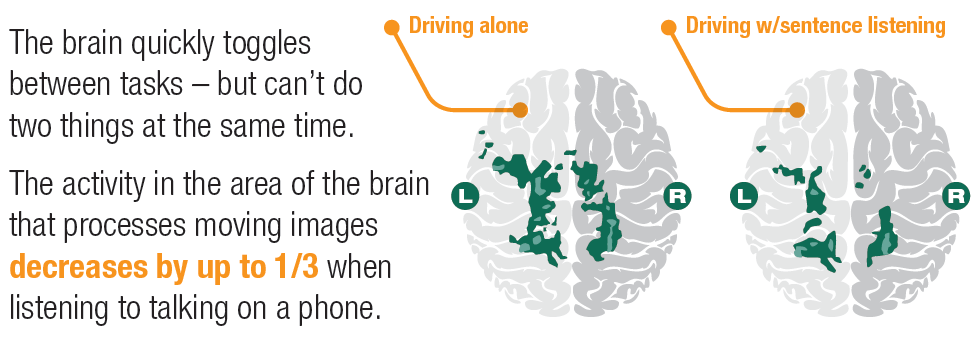 The brain quickly toggles
between tasks – but can't do
two things at the same time.
The activity in the area of the brain
that processes moving images
decreases by up to 1/3 when
listening to talking on a phone.
Driving alone
L
R
Driving w/sentence listening
L
R